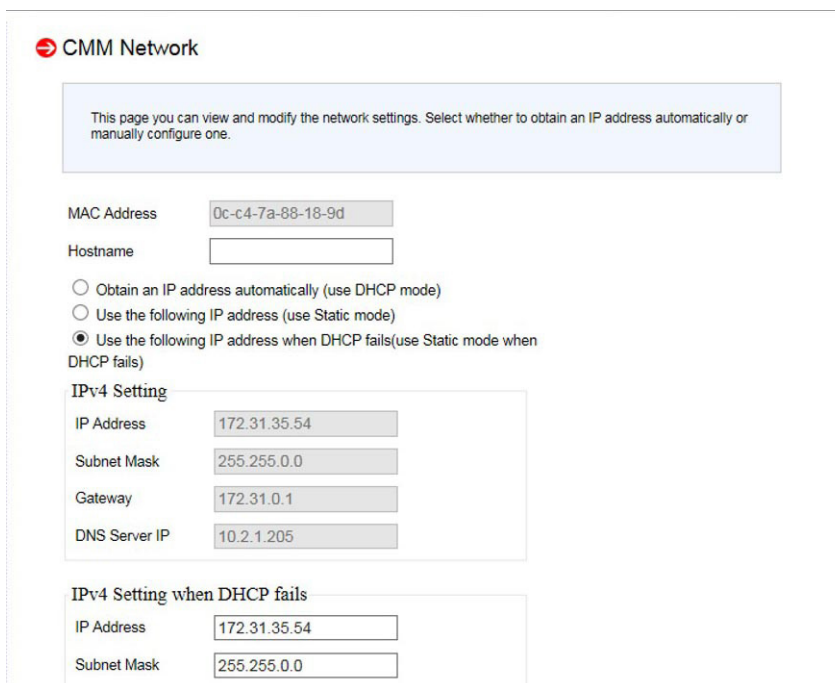 CMM Network
This page you can view and modify the network settings. Select whether to obtain an IP address automatically or
manually configure one.
MAC Address 0c-c4-7a-88-18-9d
Hostname
Obtain an IP address automatically (use DHCP mode)
Use the following IP address (use Static mode)
Use the following IP address when DHCP fails(use Static mode when
DHCP fails)
IPv4 Setting
IP Address 172.31.35.54
Subnet Mask 255.255.0.0
Gateway 172.31.0.1
DNS Server IP 10.2.1.205
IPv4 Setting when DHCP fails
IP Address 172.31.35.54
Subnet Mask 255.255.0.0